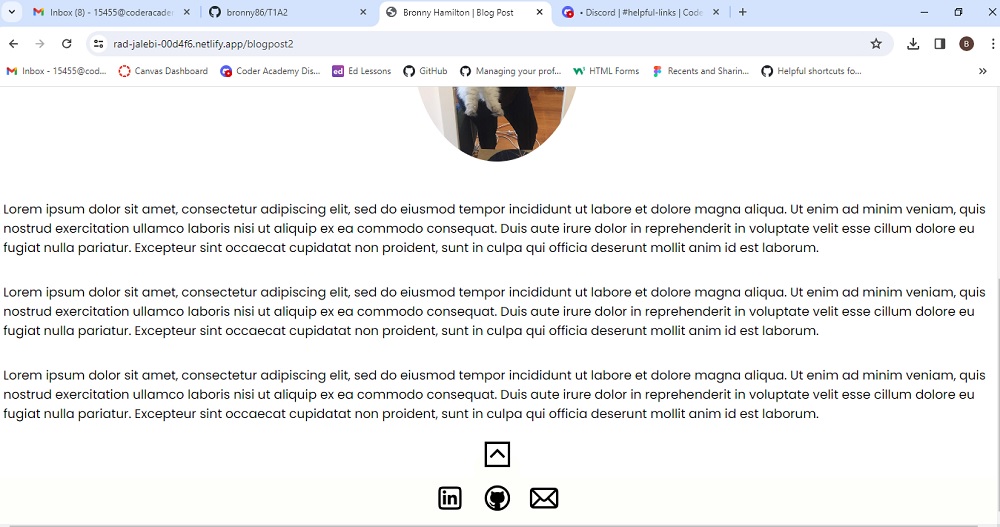 Inbox (8) - 15455@coderacader
bronny86/T1A2
Bronny Hamilton | Blog Post
• Discord | #helpful-links | Code
rad-jalebi-00d4f6.netlify.app/blogpost2
B
Inbox - 15455@cod...
Canvas Dashboard
Coder Academy Dis...
ed
Ed Lessons
GitHub
Managing your prof...
HTML Forms
Recents and Sharin...
Helpful shortcuts fo...
Lorem ipsum dolor sit amet, consectetur adipiscing elit, sed do eiusmod tempor incididunt ut labore et dolore magna aliqua. Ut enim ad minim veniam, quis
nostrud exercitation ullamco laboris nisi ut aliquip ex ea commodo consequat. Duis aute irure dolor in reprehenderit in voluptate velit esse cillum dolore eu
fugiat nulla pariatur. Excepteur sint occaecat cupidatat non proident, sunt in culpa qui officia deserunt mollit anim id est laborum.
Lorem ipsum dolor sit amet, consectetur adipiscing elit, sed do eiusmod tempor incididunt ut labore et dolore magna aliqua. Ut enim ad minim veniam, quis
nostrud exercitation ullamco laboris nisi ut aliquip ex ea commodo consequat. Duis aute irure dolor in reprehenderit in voluptate velit esse cillum dolore eu
fugiat nulla pariatur. Excepteur sint occaecat cupidatat non proident, sunt in culpa qui officia deserunt mollit anim id est laborum.
Lorem ipsum dolor sit amet, consectetur adipiscing elit, sed do eiusmod tempor incididunt ut labore et dolore magna aliqua. Ut enim ad minim veniam, quis
nostrud exercitation ullamco laboris nisi ut aliquip ex ea commodo consequat. Duis aute irure dolor in reprehenderit in voluptate velit esse cillum dolore eu
fugiat nulla pariatur. Excepteur sint occaecat cupidatat non proident, sunt in culpa qui officia deserunt mollit anim id est laborum.
in